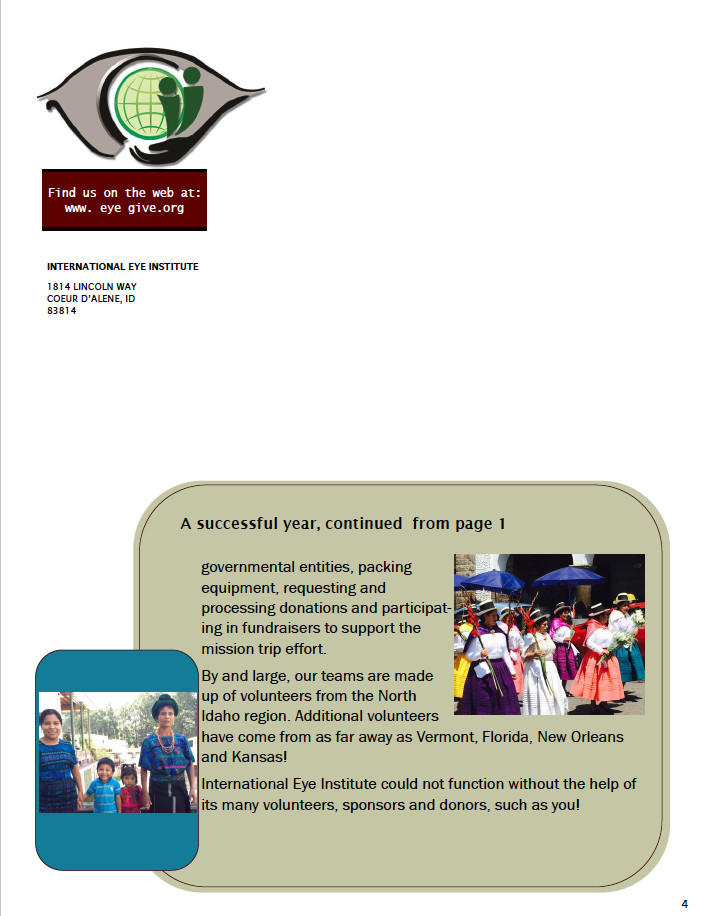 Find us on the web at:
www. eye give.org
INTERNATIONAL EYE INSTITUTE
1814 LINCOLN WAY
COEUR D'ALENE, ID
83814
A successful year, continued  from page 1
governmental entities, packing
equipment, requesting and
processing donations and participat-
ing in fundraisers to support the
mission trip effort.
By and large, our teams are made
up of volunteers from the North
Idaho region. Additional volunteers
have come from as far away as Vermont, Florida, New Orleans
and Kansas!
International Eye Institute could not function without the help of
its many volunteers, sponsors and donors, such as you!
4